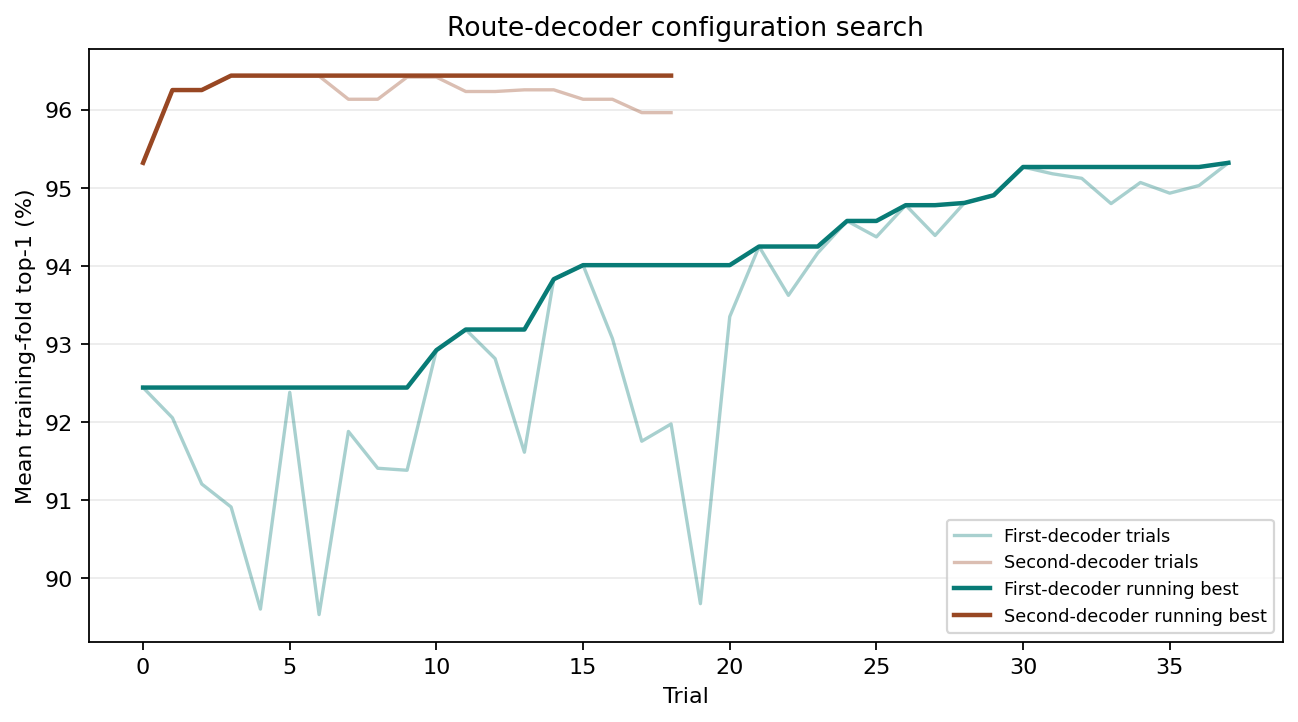 Route-decoder configuration search
Mean training-fold top-1 (%)
96
95
94
93
92
91
90
0 5 10 15 20 25 30 35
Trial
First-decoder trials
Second-decoder trials
First-decoder running best
Second-decoder running best